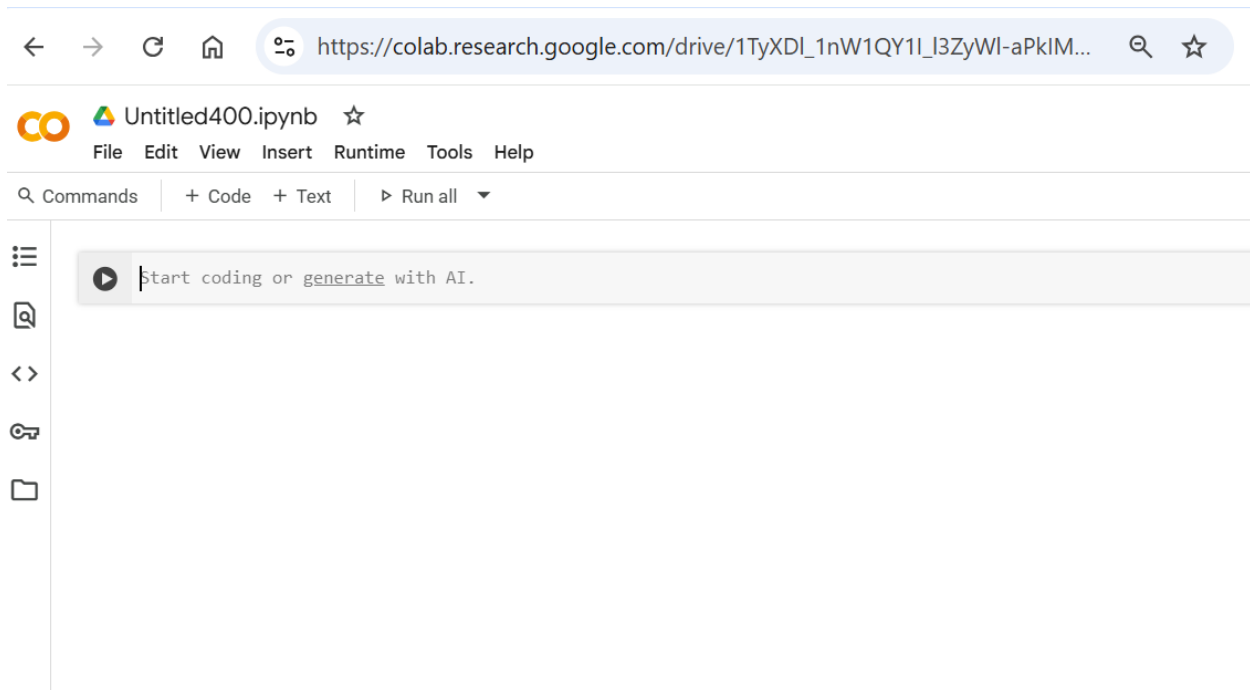 https://colab.research.google.com/drive/1TyXDl_1nW1QY1I_l3ZyWl-aPkIM...
Untitled400.ipynb
File Edit View Insert Runtime Tools Help
Commands + Code + Text Run all
Start coding or generate with AI.